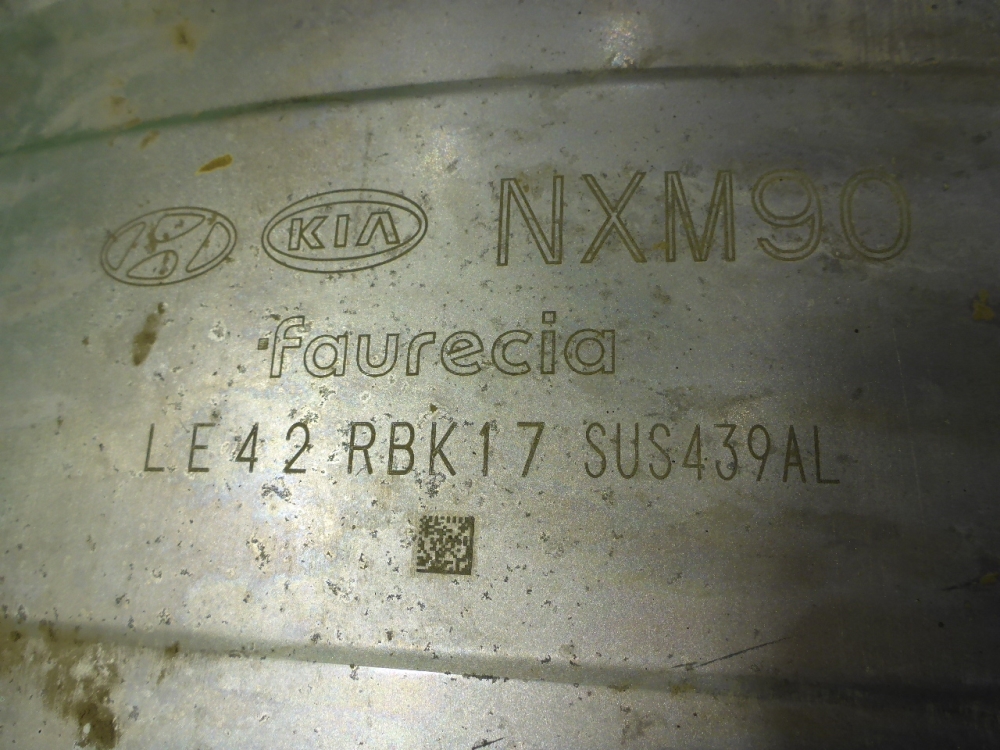 KIA NXM90
faurecia
LE42 RBK17 SUS439AL